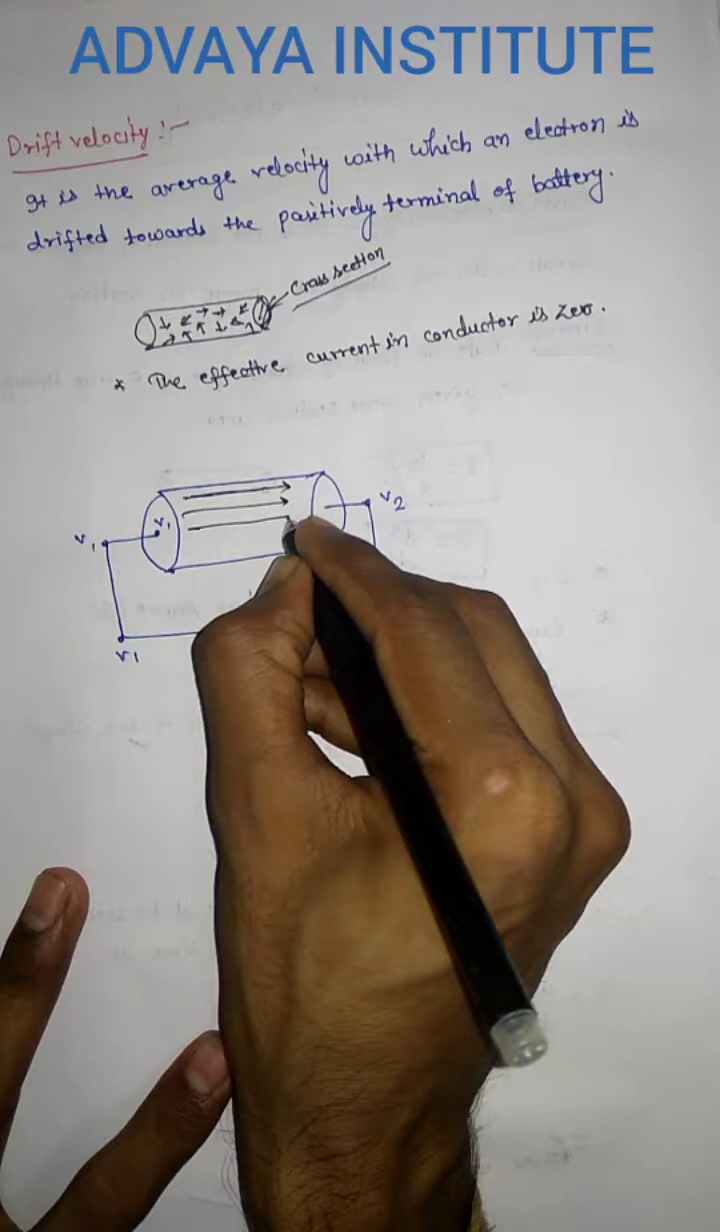 ADVAYA INSTITUTE
Drift velocity :-
It is the average velocity with which an electron is
drifted towards the positively terminal of battery.
Cross section
* The effective current in conductor is zero.
V2
V1
V1
V1